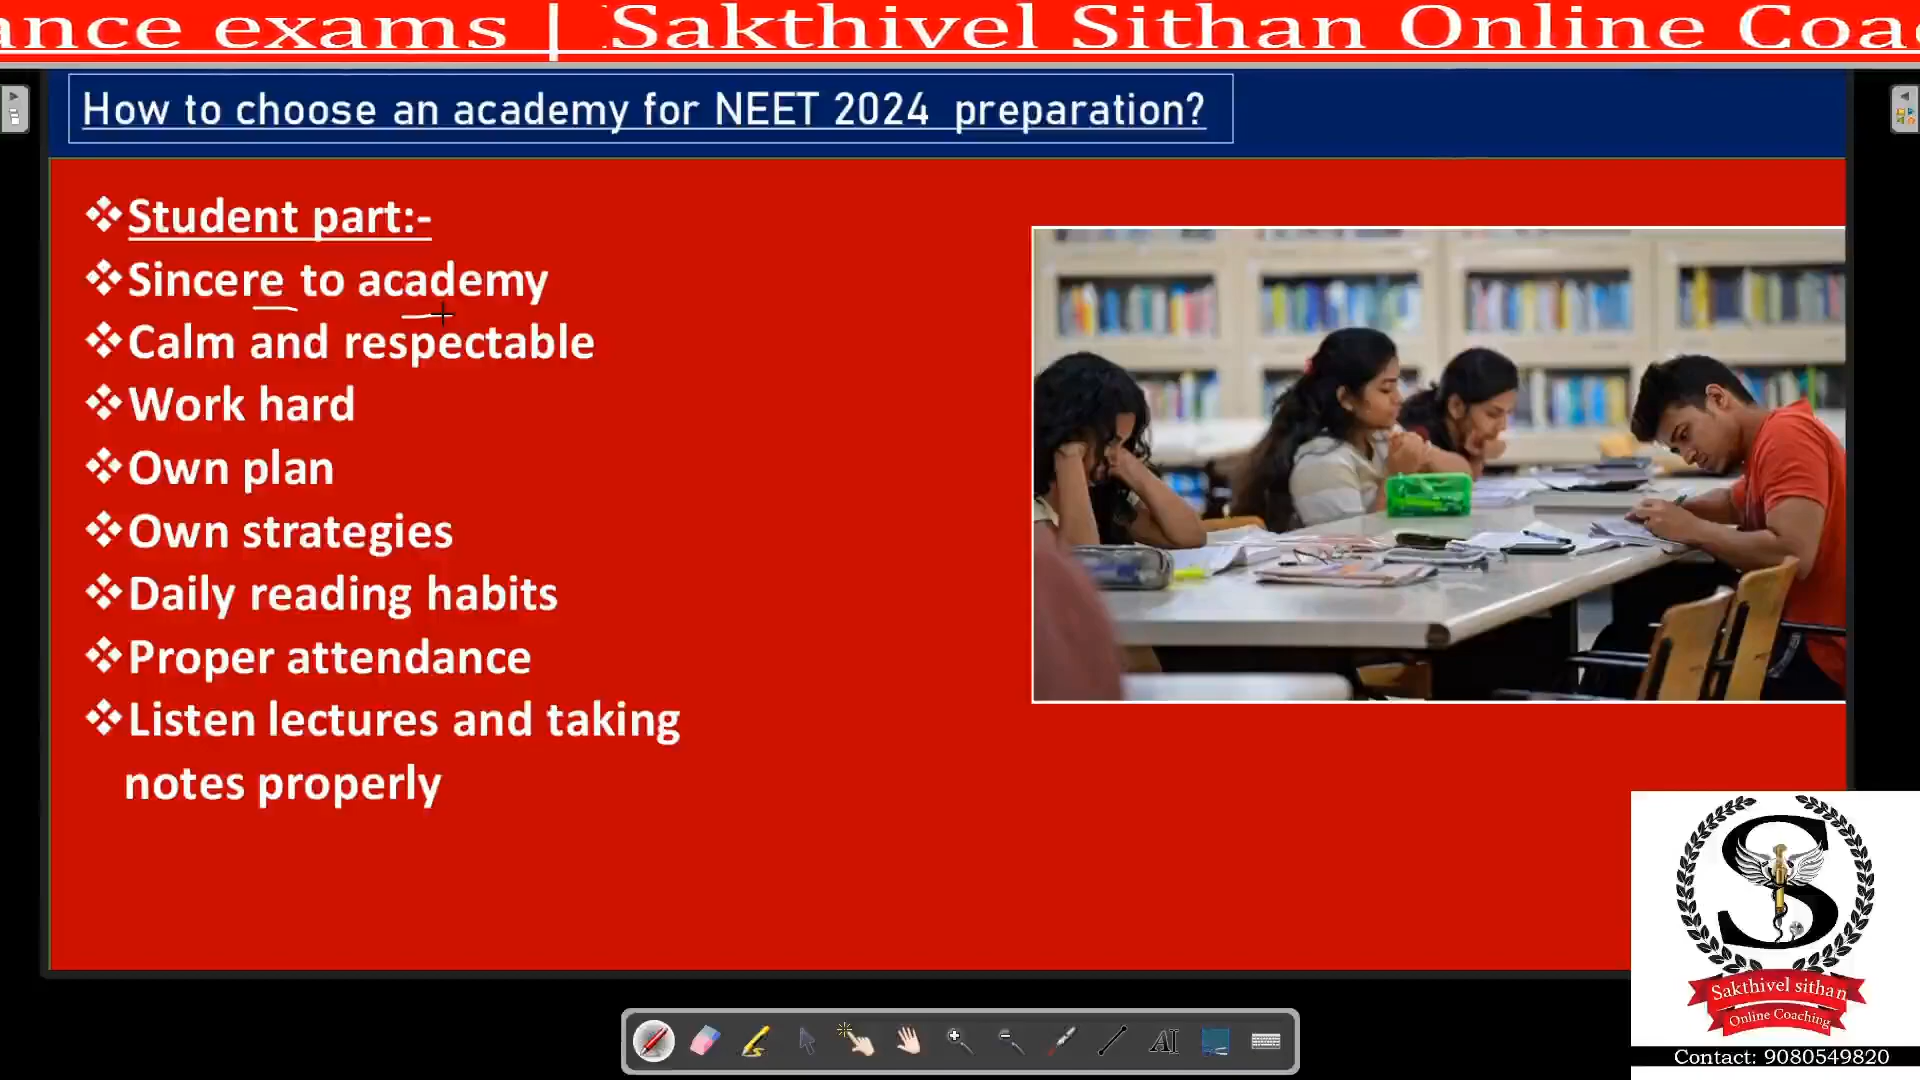 ance exams | Sakthivel Sithan Online Coa
How to choose an academy for NEET 2024 preparation?
❖Student part:-
❖Sincere to academy
❖Calm and respectable
❖Work hard
❖Own plan
❖Own strategies
❖Daily reading habits
❖Proper attendance
❖Listen lectures and taking
notes properly
S
Sakthivel sithan
Online Coaching
Contact: 9080549820
AI